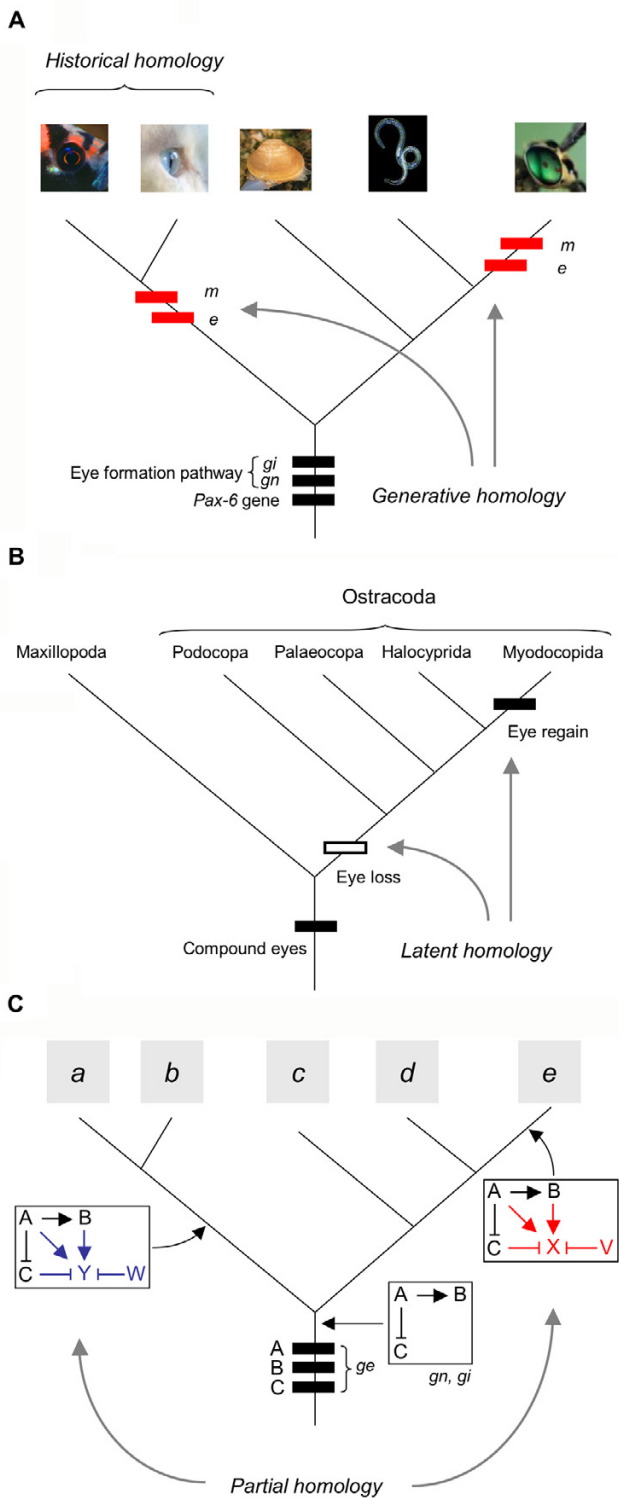 A
Historical homology
m
e
m
e
Eye formation pathway
gi
gn
Pax-6 gene
Generative homology
B
Ostracoda
Maxillopoda
Podocopa
Palaeocopa
Halocyprida
Myodocopida
Eye regain
Eye loss
Compound eyes
Latent homology
C
a b c d e
A B
C Y W
A B
C X V
A B
C
gn, gi
A
B
C
ge
Partial homology